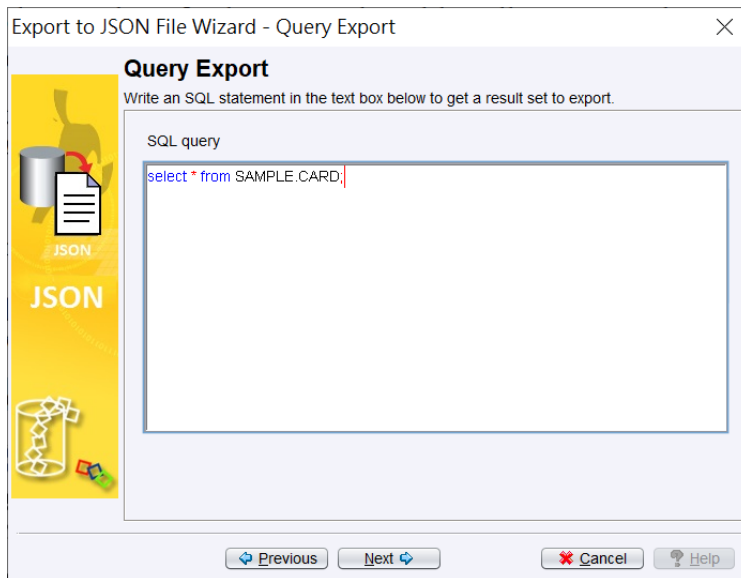 Export to JSON File Wizard - Query Export
Query Export
Write an SQL statement in the text box below to get a result set to export.
SQL query
select * from SAMPLE.CARD;
JSON
JSON
Previous
Next
Cancel
Help